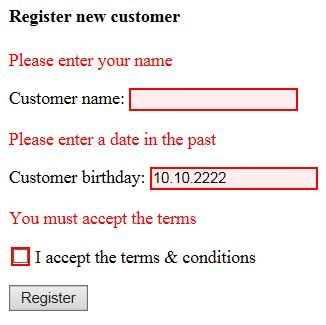 Register new customer
Please enter your name
Customer name:
Please enter a date in the past
Customer birthday: 10.10.2222
You must accept the terms
I accept the terms & conditions
Register